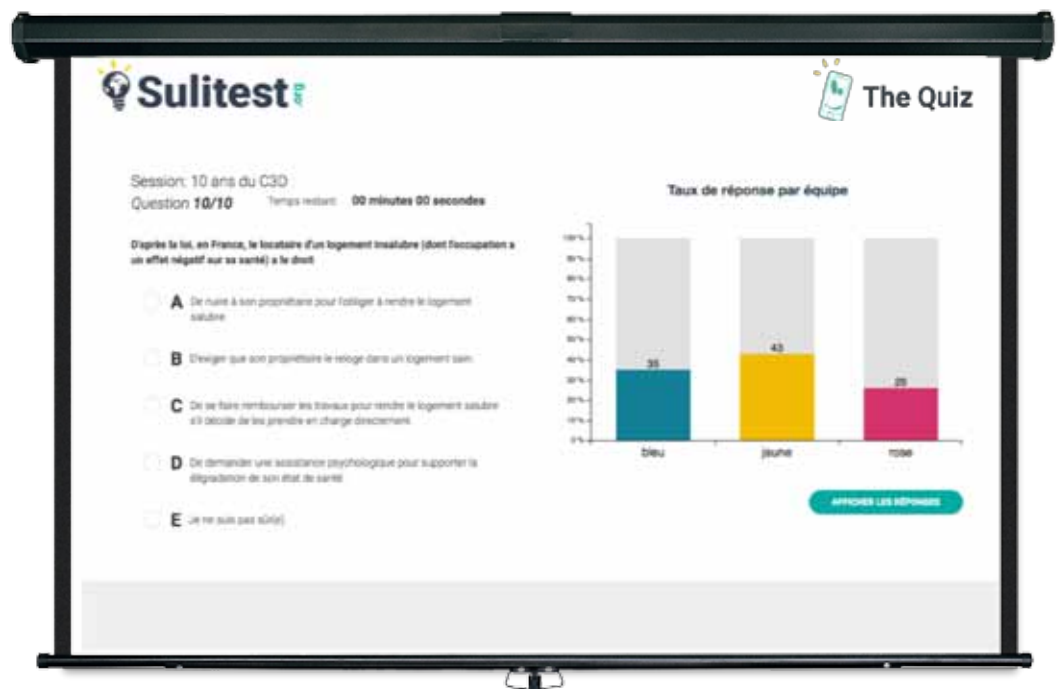 Sulitest.org
The Quiz
Session: 10 ans du C3D
Question 10/10 Temps restant: 00 minutes 00 secondes
D'après la loi, en France, le locataire d'un logement insalubre (dont l'occupation a
un effet négatif sur sa santé) a le droit
A De nuire à son propriétaire pour l'obliger à rendre le logement
salubre
B D'exiger que son propriétaire le reloge dans un logement sain
C De se faire rembourser les travaux pour rendre le logement salubre
s'il décide de les prendre en charge directement
D De demander une assistance psychologique pour supporter la
dégradation de son état de santé
E Je ne suis pas sûr(e)
Taux de réponse par équipe
100 %
90 %
70 %
60 %
50 %
40 %
30 %
20 %
10 %
0 %
35
43
bleu
jaune
rose
AFFICHER LES RÉPONSES